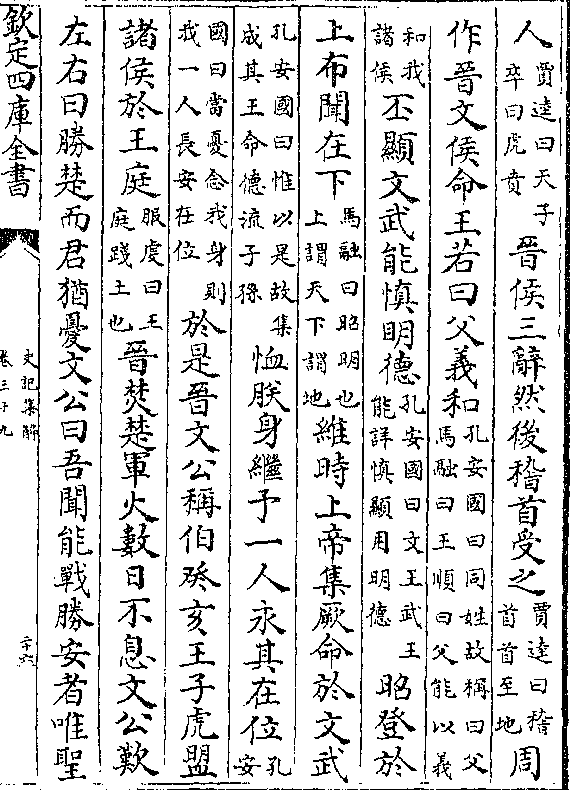 人賈逵曰天子卒曰虎賁晉侯三辭然後稽首受之賈逵曰稽首首至地周
作晉文侯命王若曰父義和孔安國曰同姓故稱曰父馬融曰王順曰父能以義
和我諸侯丕顯文武能慎明德孔安國曰文王武王能詳慎顯用明德昭登於
上布聞在下馬融曰昭明也上謂天下謂地維時上帝集厥命於文武
孔安國曰惟以是故集成其王命德流子孫恤朕身繼予一人永其在位孔安
國曰當憂念我身則我一人長安在位於是晉文公稱伯癸亥王子虎盟
諸侯於王庭服虔曰王庭踐土也晉焚楚軍火數日不息文公歎
左右曰勝楚而君猶憂文公曰吾聞能戰勝安者唯聖
欽定四庫全書
史記集解
卷三十九
二十六